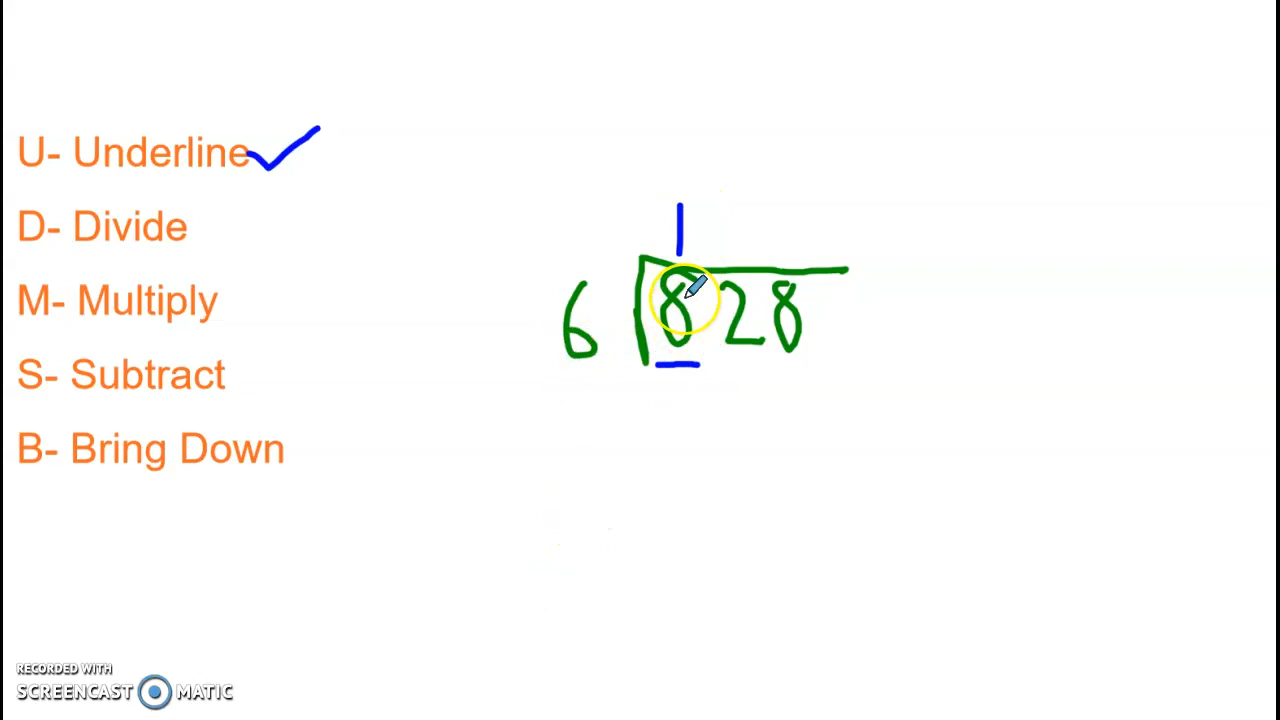 U- Underline
D- Divide
M- Multiply
S- Subtract
B- Bring Down
1
6 828
RECORDED WITH
SCREENCAST MATIC